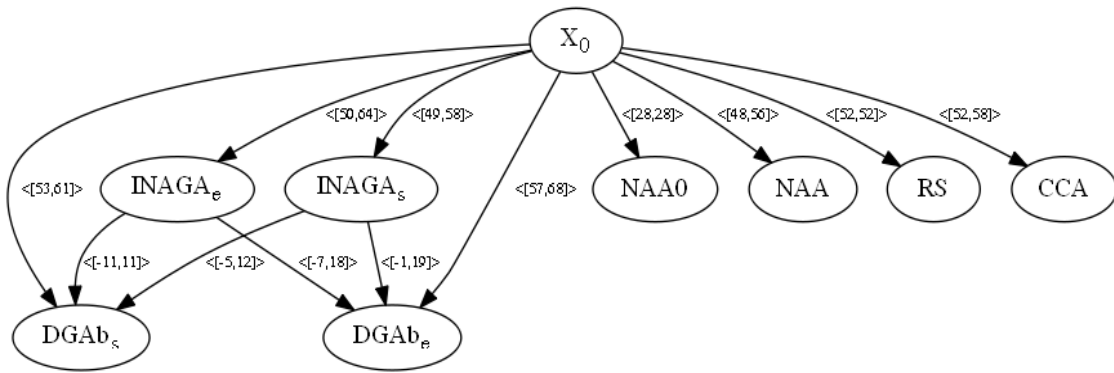 X₀
<[50,64]> <[49,58]> <[28,28]> <[48,56]> <[52,52]> <[52,58]>
<[53,61]> INAGAₑ INAGAₛ <[57,68]> NAA0 NAA RS CCA
<[-11,11]> <[-5,12]> <[-7,18]> <[-1,19]>
DGAbₛ DGAbₑ